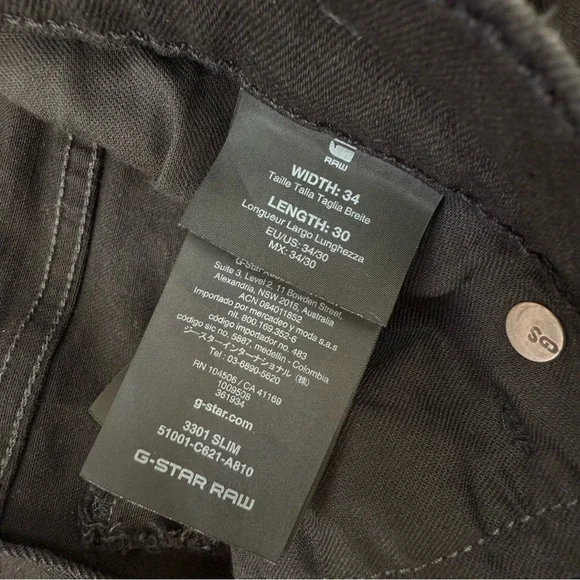 RAW
WIDTH: 34
Taille Talla Taglia Breite
LENGTH: 30
Longueur Largo Lunghezza
EU/US: 34/30
MX: 34/30
Suite 3, Level 2, 11 Bowden Street,
Alexandria, NSW 2015, Australia
ACN 084011852
Importado por mercadeo y moda s.a.s
nit. 800.169.352-6
código importador no. 483
código sic no. 5887, medellin - Colombia
ジースターインターナショナル (株)
Tel : 03-6890-5620
RN 104506 / CA 41169
1009508
361934
g-star.com
3301 SLIM
51001-C621-A810
G-STAR RAW